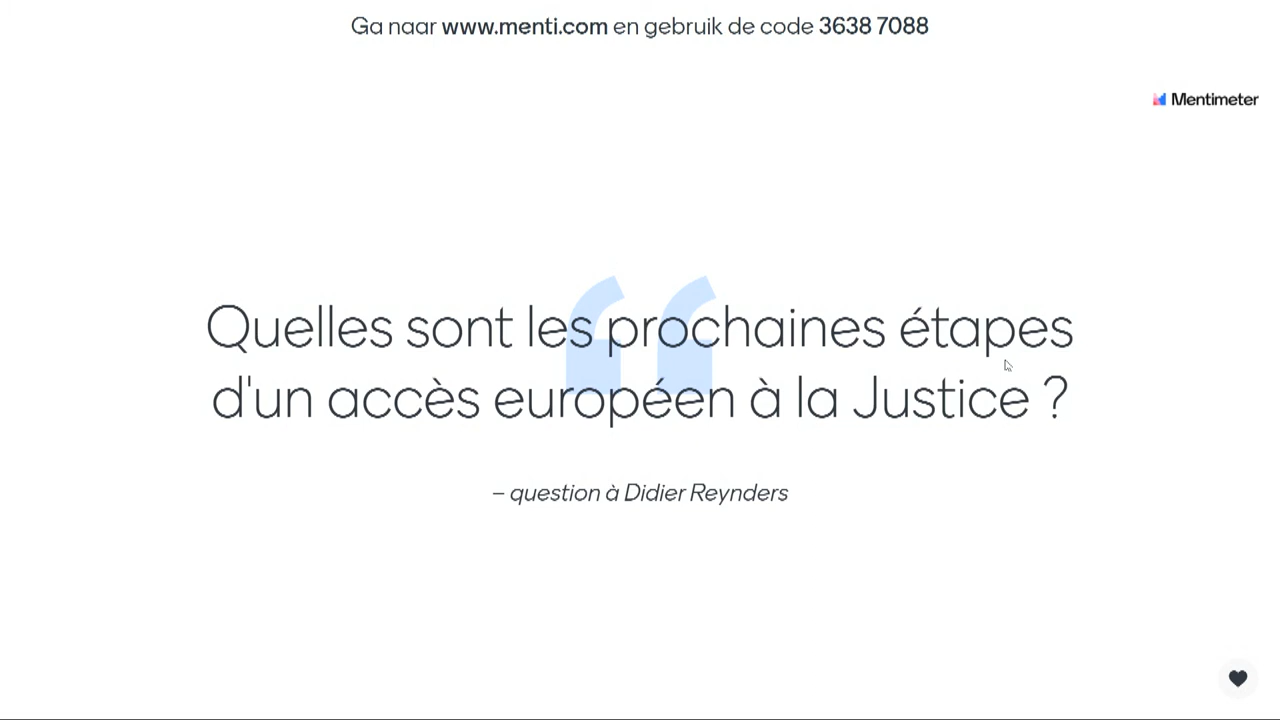 Ga naar www.menti.com en gebruik de code 3638 7088
Mentimeter
Quelles sont les prochaines étapes
d'un accès européen à la Justice ?
– question à Didier Reynders